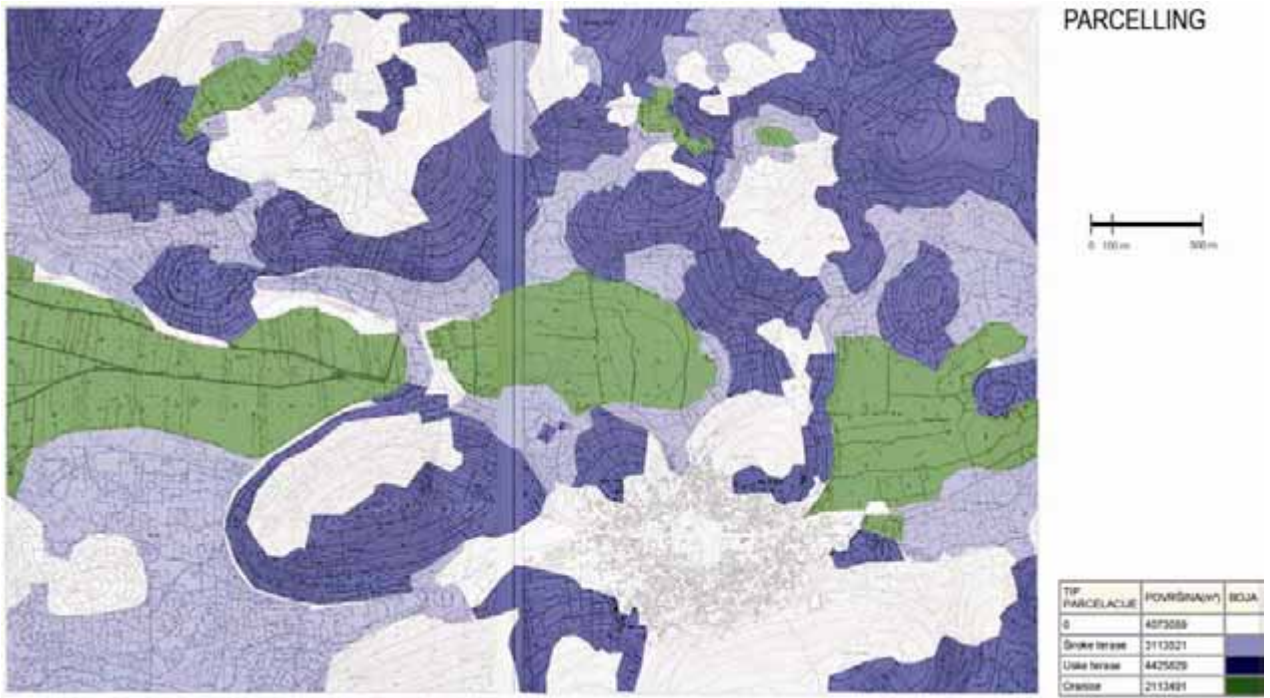 PARCELLING
0 100 m 500 m
TIP PARCELACIJE POVRŠINA(m²) BOJA
0 4073089
Široke terase 3113521
Uske terase 4425829
Oranice 2113491